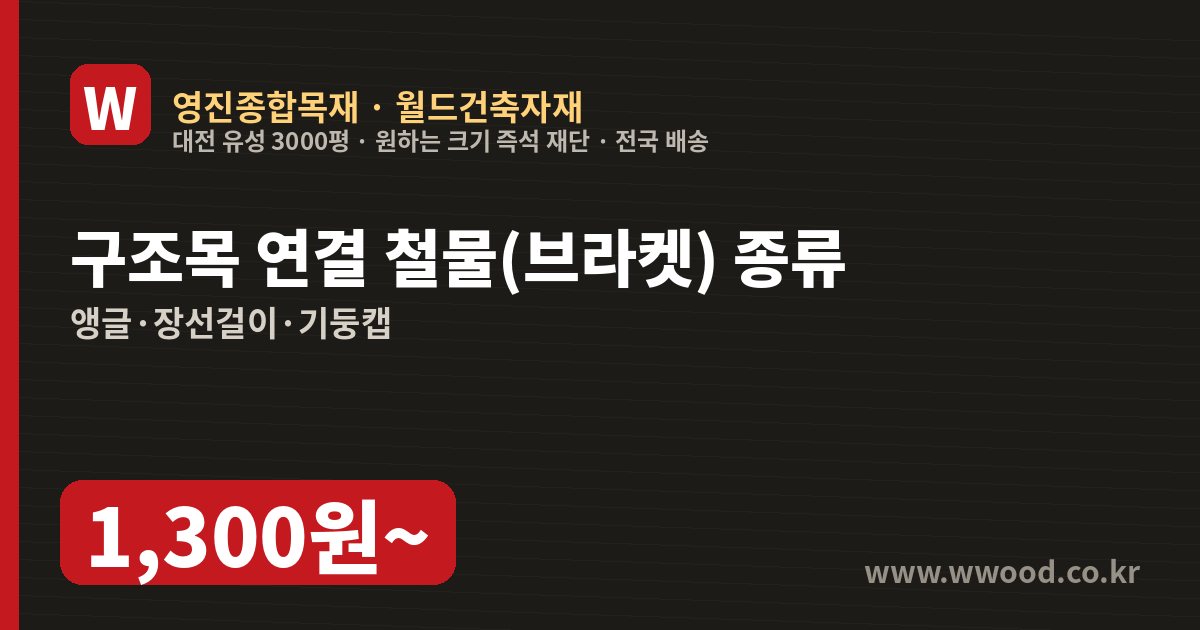 W
영진종합목재 · 월드건축자재
대전 유성 3000평 · 원하는 크기 즉석 재단 · 전국 배송
구조목 연결 철물(브라켓) 종류
앵글·장선걸이·기둥캡
1,300원~
www.wwood.co.kr